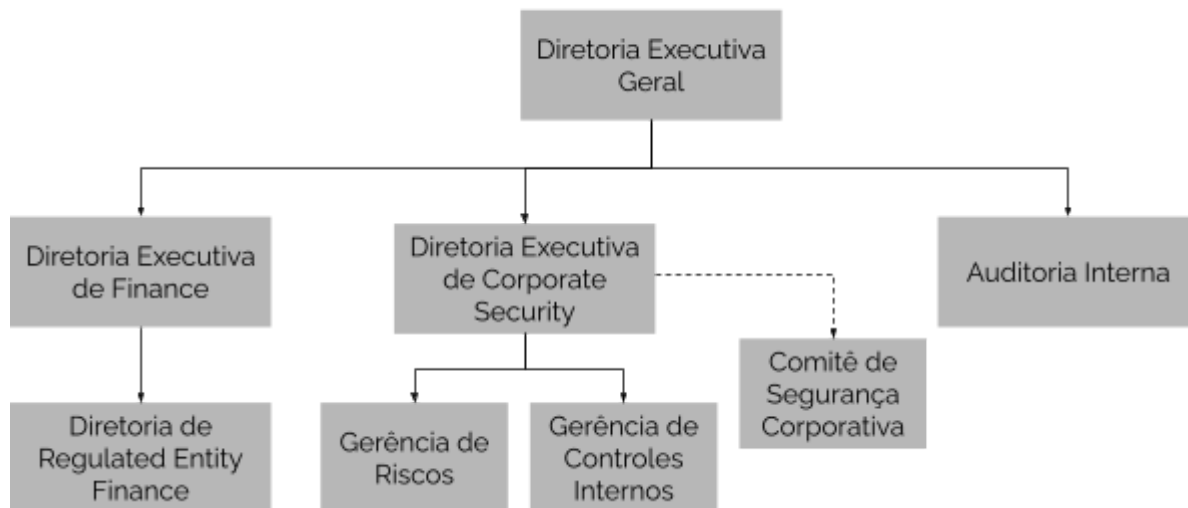 Diretoria Executiva
Geral
Diretoria Executiva
de Finance
Diretoria Executiva
de Corporate
Security
Auditoria Interna
Comitê de
Segurança
Corporativa
Diretoria de
Regulated Entity
Finance
Gerência de
Riscos
Gerência de
Controles
Internos